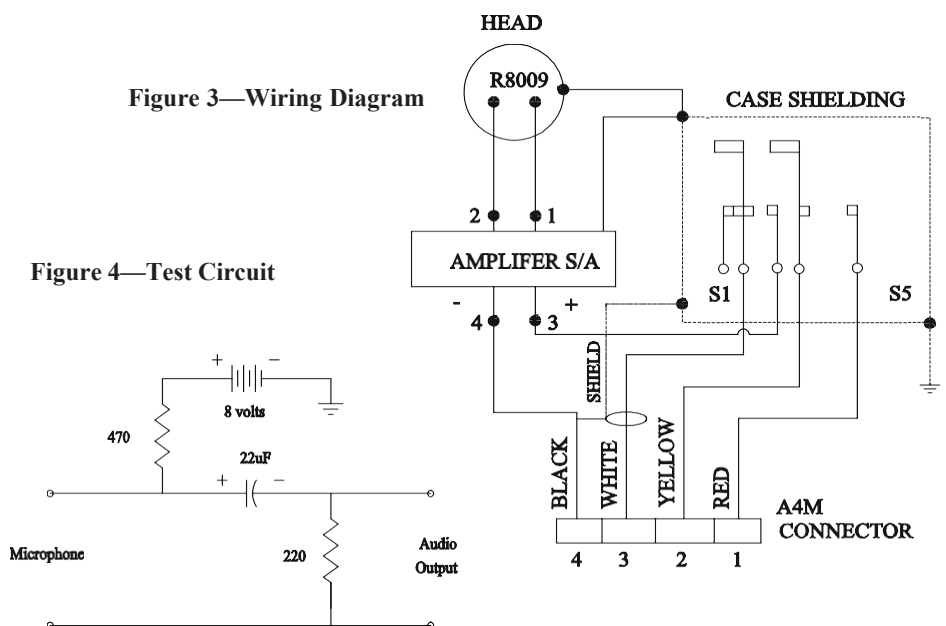 HEAD
R8009
Figure 3—Wiring Diagram
CASE SHIELDING
2
1
AMPLIFER S/A
Figure 4—Test Circuit
S1
S5
-
+
4
3
SHIELD
+
−
8 volts
470
22uF
+
−
BLACK
WHITE
YELLOW
RED
A4M
CONNECTOR
Microphone
220
Audio
Output
4
3
2
1